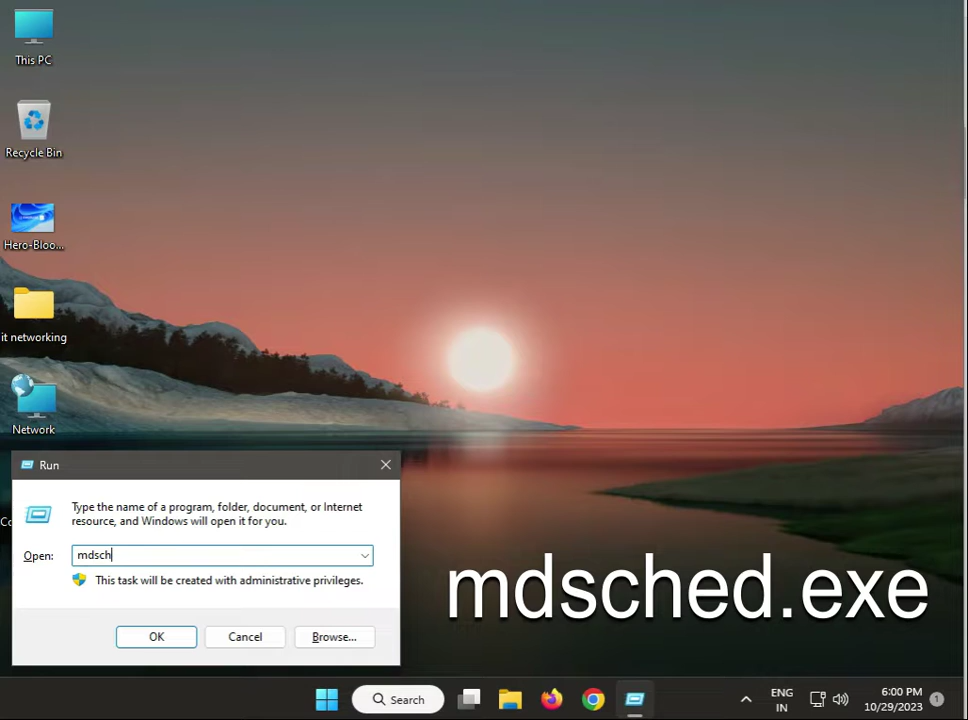 This PC
Recycle Bin
Hero-Bloo...
it networking
Network
Run
Type the name of a program, folder, document, or Internet
resource, and Windows will open it for you.
Open: mdsch
This task will be created with administrative privileges.
OK Cancel Browse...
mdsched.exe
Search
ENG
IN
6:00 PM
10/29/2023
1